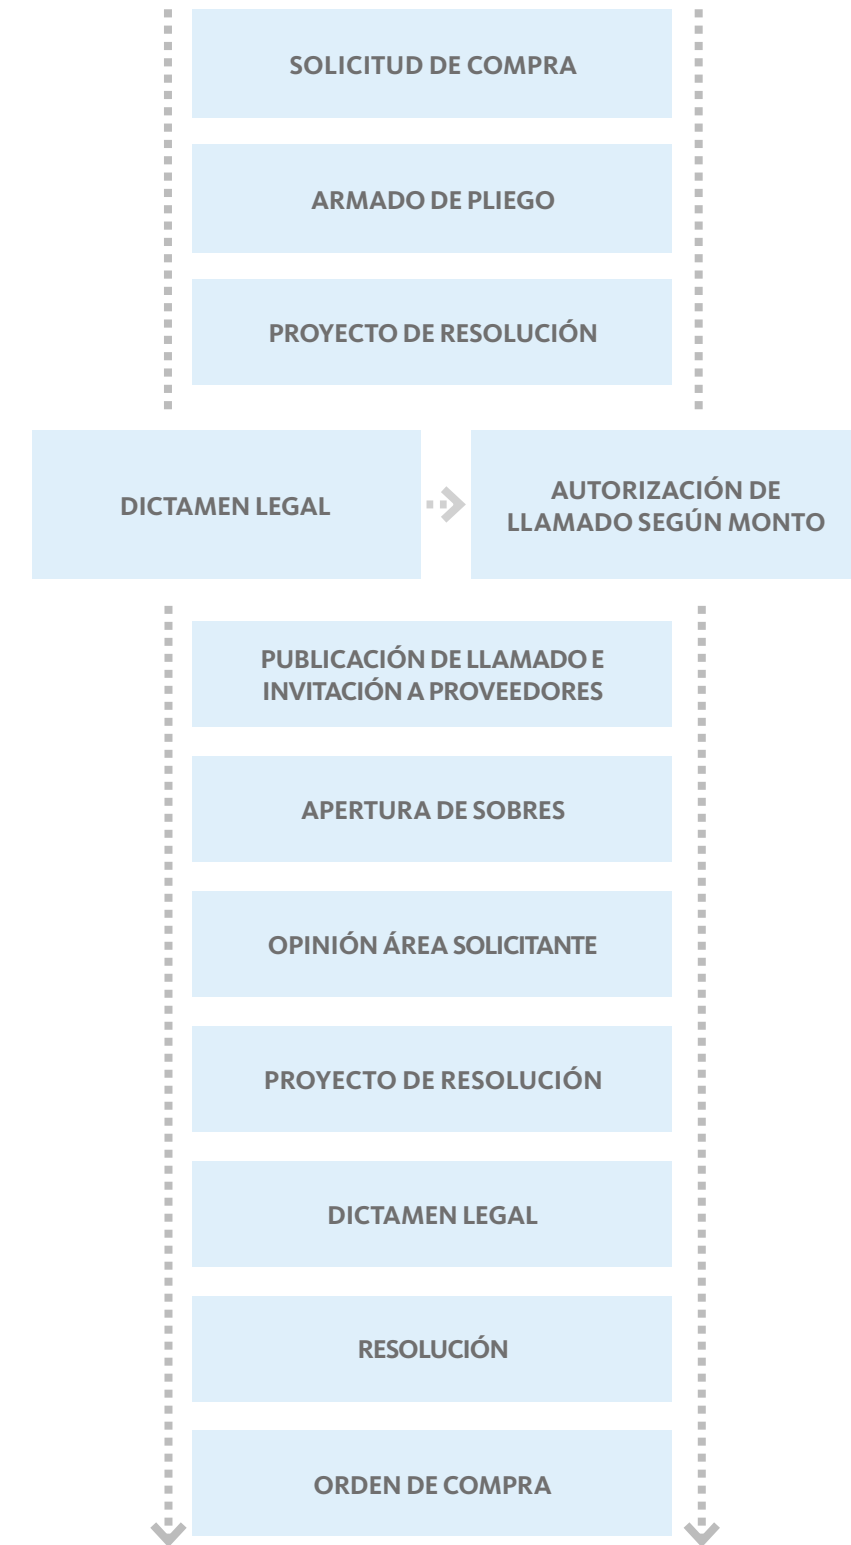 SOLICITUD DE COMPRA
ARMADO DE PLIEGO
PROYECTO DE RESOLUCIÓN
DICTAMEN LEGAL
AUTORIZACIÓN DE
LLAMADO SEGÚN MONTO
PUBLICACIÓN DE LLAMADO E
INVITACIÓN A PROVEEDORES
APERTURA DE SOBRES
OPINIÓN ÁREA SOLICITANTE
PROYECTO DE RESOLUCIÓN
DICTAMEN LEGAL
RESOLUCIÓN
ORDEN DE COMPRA